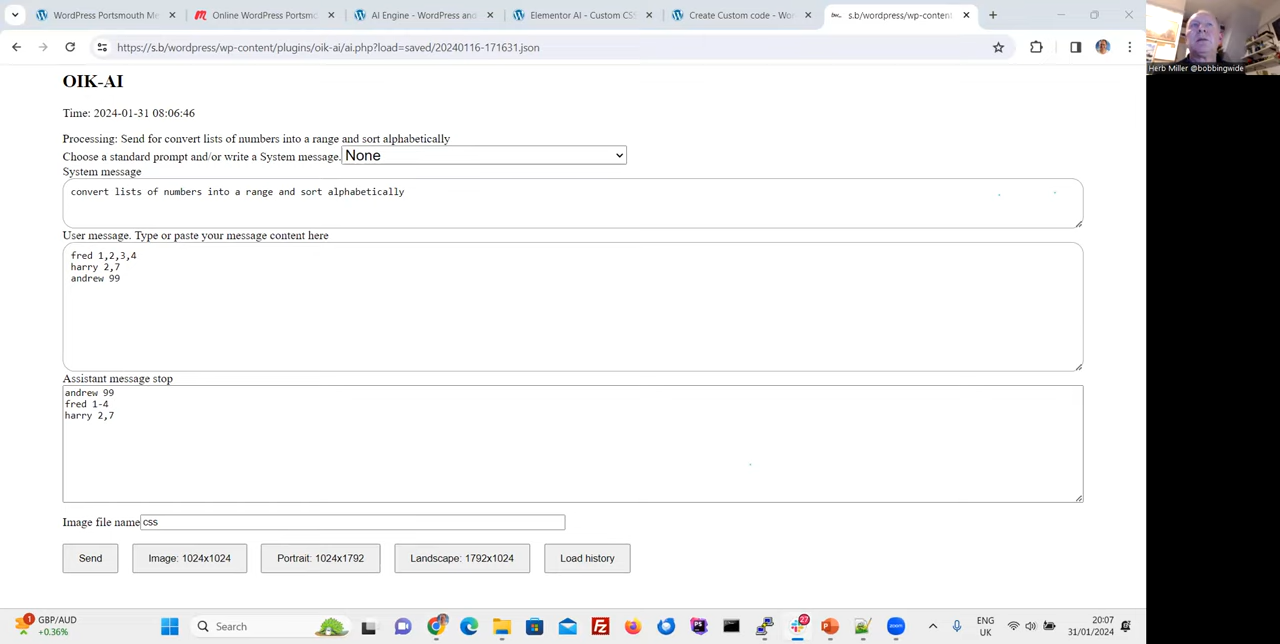 WordPress Portsmouth Me
Online WordPress Portsmo
AI Engine - WordPress and
Elementor AI - Custom CSS
Create Custom code - Wor
s.b/wordpress/wp-content
https://s.b/wordpress/wp-content/plugins/oik-ai/ai.php?load=saved/20240116-171631.json
Herb Miller @bobbingwide
OIK-AI
Time: 2024-01-31 08:06:46
Processing: Send for convert lists of numbers into a range and sort alphabetically
Choose a standard prompt and/or write a System message. None
System message
convert lists of numbers into a range and sort alphabetically
User message. Type or paste your message content here
fred 1,2,3,4
harry 2,7
andrew 99
Assistant message stop
andrew 99
fred 1-4
harry 2,7
Image file name css
Send
Image: 1024x1024
Portrait: 1024x1792
Landscape: 1792x1024
Load history
1
GBP/AUD
+0.36%
Search
27
ENG
UK
20:07
31/01/2024